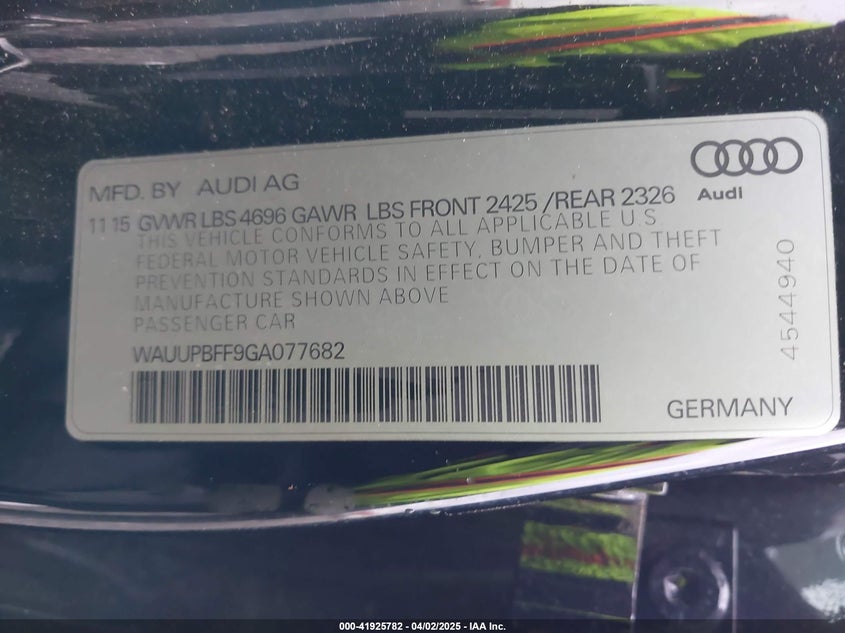 MFD. BY AUDI AG
Audi
11 15 GVWR LBS 4696 GAWR LBS FRONT 2425 /REAR 2326
THIS VEHICLE CONFORMS TO ALL APPLICABLE U.S.
FEDERAL MOTOR VEHICLE SAFETY, BUMPER AND THEFT
PREVENTION STANDARDS IN EFFECT ON THE DATE OF
MANUFACTURE SHOWN ABOVE
PASSENGER CAR
WAUUPBFF9GA077682
4544940
GERMANY
000-41925782 - 04/02/2025 - IAA Inc.